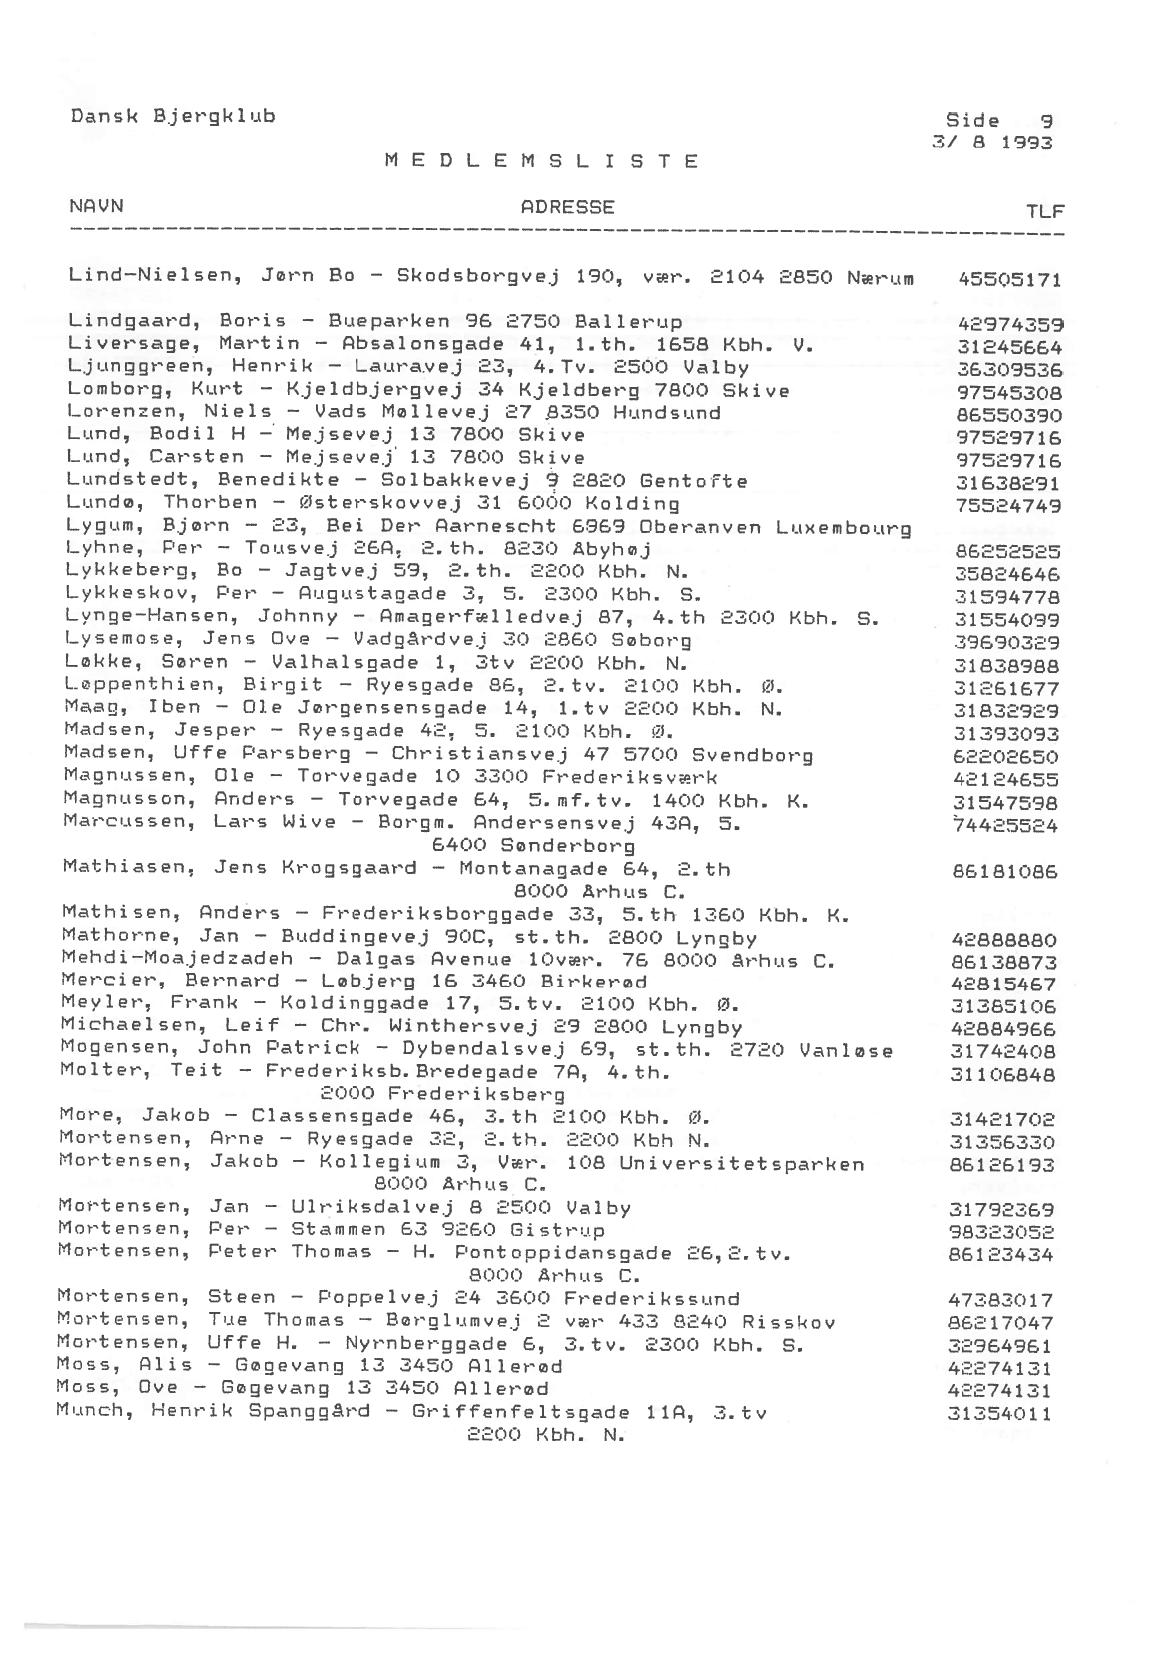 Dansk Bjergklub
Side 9
3/ 8 1993
M E D L E M S L I S T E
NAVN ADRESSE TLF
--------------------------------------------------------------------------
Lind-Nielsen, Jørn Bo - Skodsborgvej 190, vær. 2104 2850 Nærum 45505171
Lindgaard, Boris - Bueparken 96 2750 Ballerup 42974359
Liversage, Martin - Absalonsgade 41, 1.th. 1658 Kbh. V. 31245664
Ljunggreen, Henrik - Lauravej 23, 4.Tv. 2500 Valby 36309536
Lomborg, Kurt - Kjeldbjergvej 34 Kjeldberg 7800 Skive 97545308
Lorenzen, Niels - Vads Møllevej 27 8350 Hundsund 86550390
Lund, Bodil H - Mejsevej 13 7800 Skive 97529716
Lund, Carsten - Mejsevej 13 7800 Skive 97529716
Lundstedt, Benedikte - Solbakkevej 9 2820 Gentofte 31638291
Lundø, Thorben - Østerskovvej 31 6000 Kolding 75524749
Lygum, Bjørn - 23, Bei Der Aarnescht 6969 Oberanven Luxembourg
Lyhne, Per - Tousvej 26A, 2.th. 8230 Åbyhøj 86252525
Lykkeberg, Bo - Jagtvej 59, 2.th. 2200 Kbh. N. 35824646
Lykkeskov, Per - Augustagade 3, 5. 2300 Kbh. S. 31594778
Lynge-Hansen, Johnny - Amagerfælledvej 87, 4.th 2300 Kbh. S. 31554099
Lysemose, Jens Ove - Vadgårdvej 30 2860 Søborg 39690329
Løkke, Søren - Valhalsgade 1, 3tv 2200 Kbh. N. 31838988
Løppenthien, Birgit - Ryesgade 86, 2.tv. 2100 Kbh. Ø. 31261677
Maag, Iben - Ole Jørgensensgade 14, 1.tv 2200 Kbh. N. 31832929
Madsen, Jesper - Ryesgade 42, 5. 2100 Kbh. Ø. 31393093
Madsen, Uffe Parsberg - Christiansvej 47 5700 Svendborg 62202650
Magnussen, Ole - Torvegade 10 3300 Frederiksværk 42124655
Magnusson, Anders - Torvegade 64, 5.mf.tv. 1400 Kbh. K. 31547598
Marcussen, Lars Wive - Borgm. Andersensvej 43A, 5. 74425524
6400 Sønderborg
Mathiasen, Jens Krogsgaard - Montanagade 64, 2.th 86181086
8000 Århus C.
Mathisen, Anders - Frederiksborggade 33, 5.th 1360 Kbh. K.
Mathorne, Jan - Buddingevej 90C, st.th. 2800 Lyngby 42888880
Mehdi-Moajedzadeh - Dalgas Avenue 10vær. 76 8000 århus C. 86138873
Mercier, Bernard - Løbjerg 16 3460 Birkerød 42815467
Meyler, Frank - Koldinggade 17, 5.tv. 2100 Kbh. Ø. 31385106
Michaelsen, Leif - Chr. Winthersvej 29 2800 Lyngby 42884966
Mogensen, John Patrick - Dybendalsvej 69, st.th. 2720 Vanløse 31742408
Molter, Teit - Frederiksb.Bredegade 7A, 4.th. 31106848
2000 Frederiksberg
More, Jakob - Classensgade 46, 3.th 2100 Kbh. Ø. 31421702
Mortensen, Arne - Ryesgade 32, 2.th. 2200 Kbh N. 31356330
Mortensen, Jakob - Kollegium 3, Vær. 108 Universitetsparken 86126193
8000 Århus C.
Mortensen, Jan - Ulriksdalvej 8 2500 Valby 31792369
Mortensen, Per - Stammen 63 9260 Gistrup 98323052
Mortensen, Peter Thomas - H. Pontoppidansgade 26,2.tv. 86123434
8000 Århus C.
Mortensen, Steen - Poppelvej 24 3600 Frederikssund 47383017
Mortensen, Tue Thomas - Børglumvej 2 vær 433 8240 Risskov 86217047
Mortensen, Uffe H. - Nyrnberggade 6, 3.tv. 2300 Kbh. S. 32964961
Moss, Alis - Gøgevang 13 3450 Allerød 42274131
Moss, Ove - Gøgevang 13 3450 Allerød 42274131
Munch, Henrik Spanggård - Griffenfeltsgade 11A, 3.tv 31354011
2200 Kbh. N.